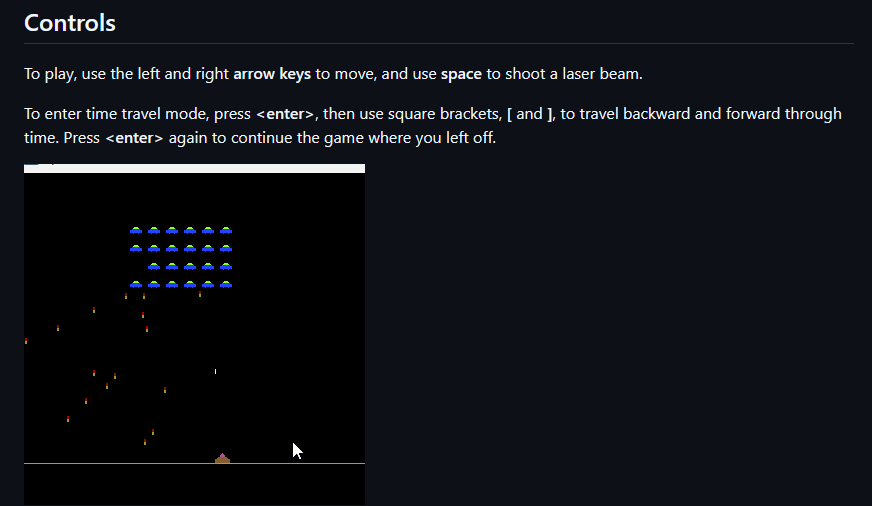 Controls
To play, use the left and right arrow keys to move, and use space to shoot a laser beam.
To enter time travel mode, press <enter>, then use square brackets, [ and ], to travel backward and forward through
time. Press <enter> again to continue the game where you left off.